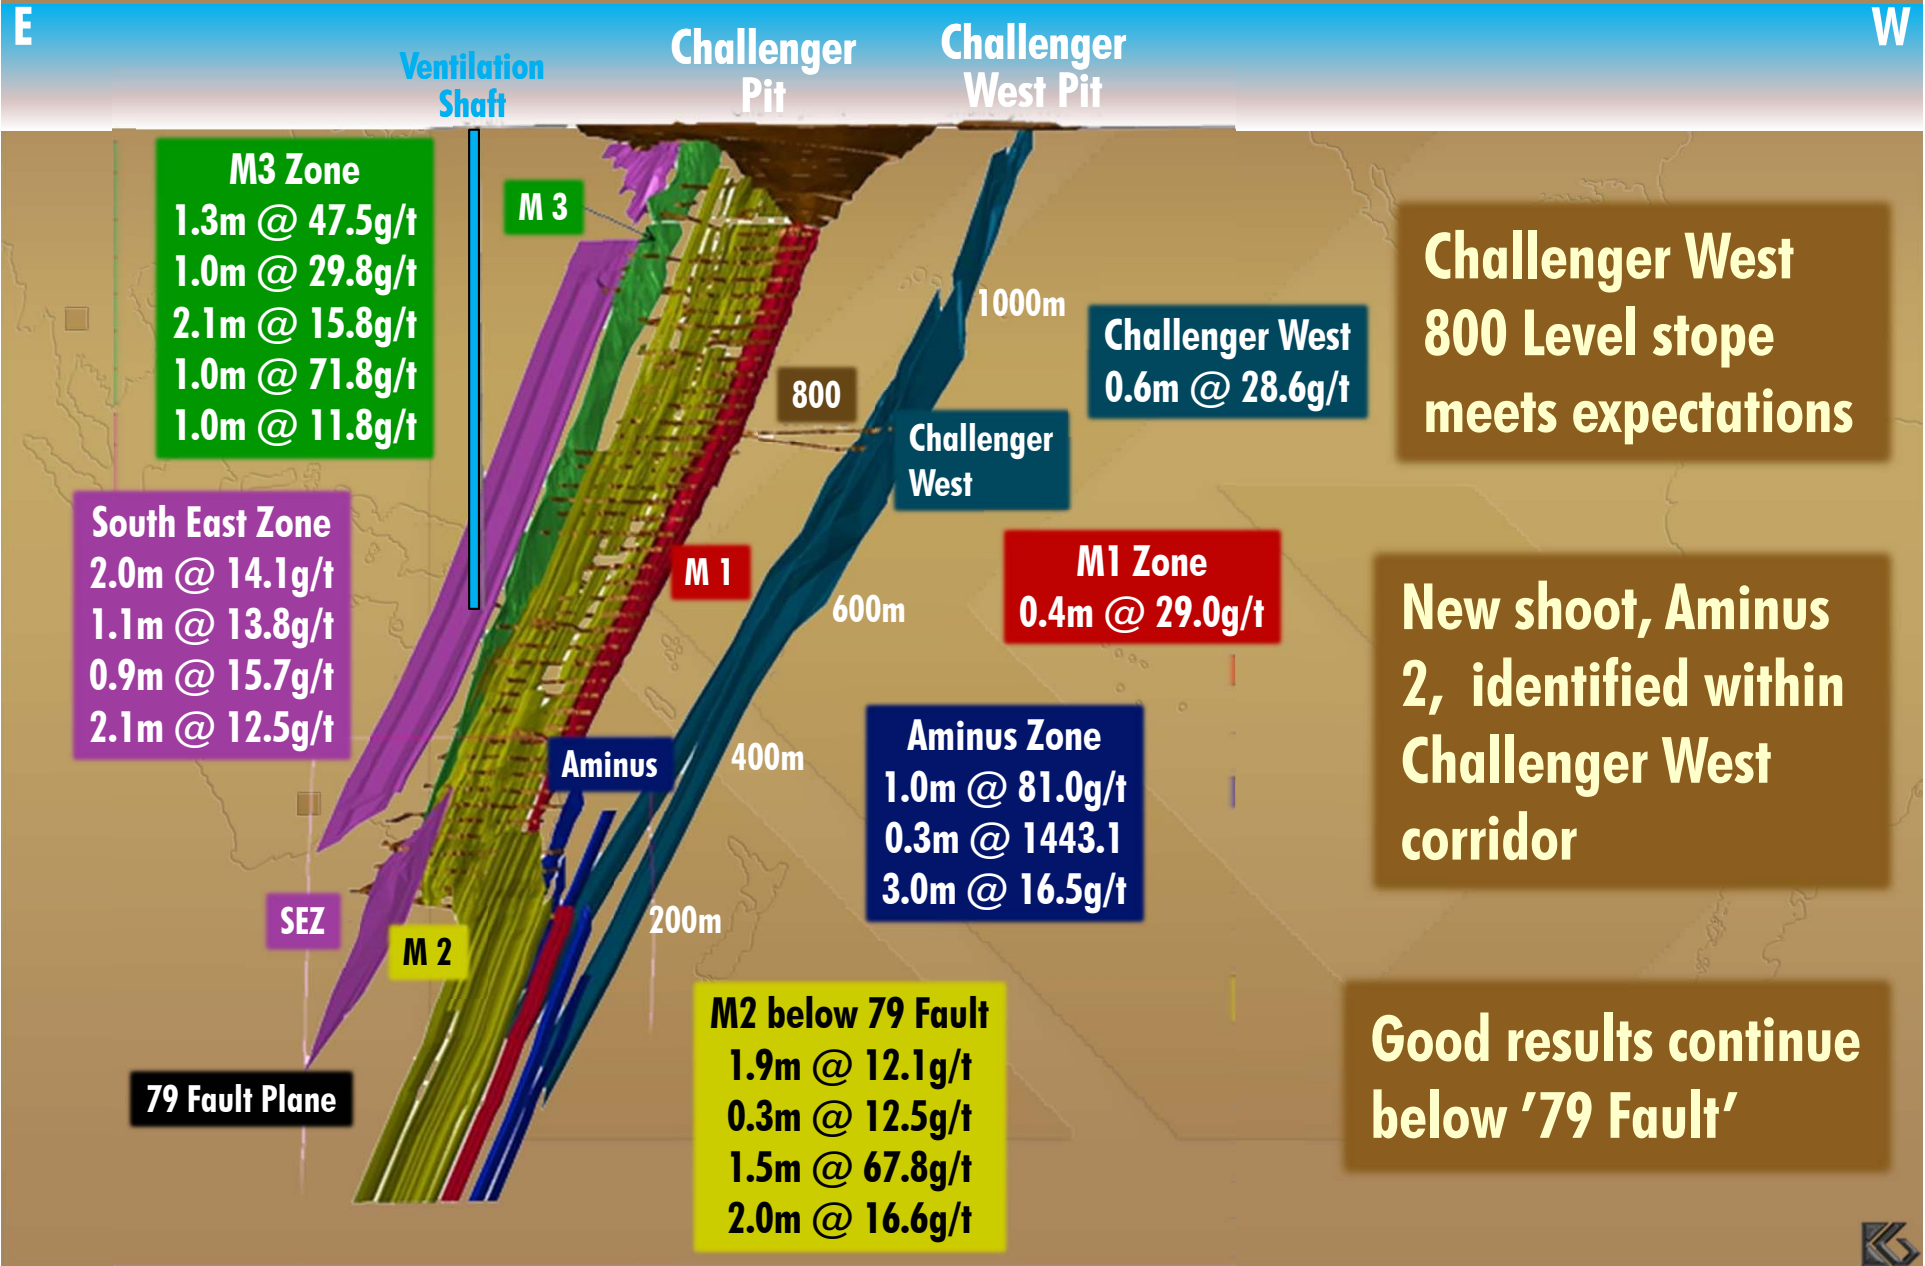 E
W
Ventilation
Shaft
Challenger
Pit
Challenger
West Pit
M3 Zone
1.3m @ 47.5g/t
1.0m @ 29.8g/t
2.1m @ 15.8g/t
1.0m @ 71.8g/t
1.0m @ 11.8g/t
M 3
1000m
Challenger West
0.6m @ 28.6g/t
Challenger West
800 Level stope
meets expectations
800
Challenger
West
South East Zone
2.0m @ 14.1g/t
1.1m @ 13.8g/t
0.9m @ 15.7g/t
2.1m @ 12.5g/t
M 1
600m
M1 Zone
0.4m @ 29.0g/t
New shoot, Aminus
2, identified within
Challenger West
corridor
Aminus
400m
Aminus Zone
1.0m @ 81.0g/t
0.3m @ 1443.1
3.0m @ 16.5g/t
SEZ
M 2
200m
M2 below 79 Fault
1.9m @ 12.1g/t
0.3m @ 12.5g/t
1.5m @ 67.8g/t
2.0m @ 16.6g/t
79 Fault Plane
Good results continue
below ’79 Fault’